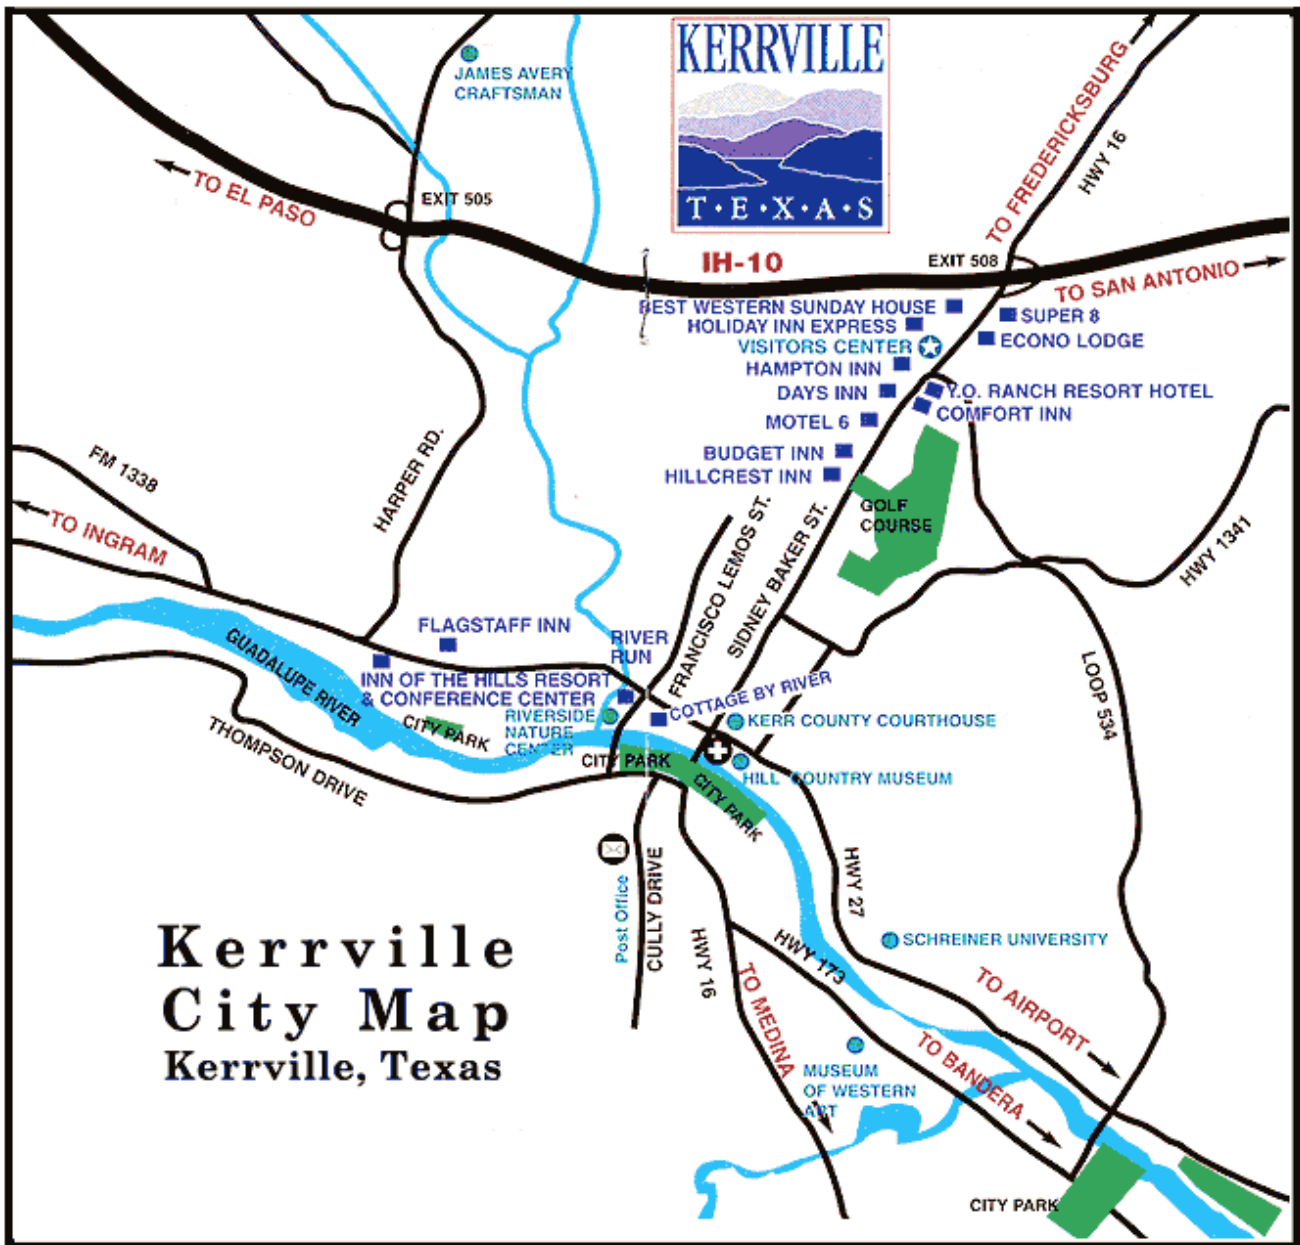 KERRVILLE
T·E·X·A·S
JAMES AVERY
CRAFTSMAN
TO FREDERICKSBURG
HWY 16
TO EL PASO
EXIT 505
IH-10
EXIT 508
TO SAN ANTONIO
BEST WESTERN SUNDAY HOUSE
SUPER 8
HOLIDAY INN EXPRESS
VISITORS CENTER
ECONO LODGE
HAMPTON INN
DAYS INN
Y.O. RANCH RESORT HOTEL
COMFORT INN
MOTEL 6
BUDGET INN
HILLCREST INN
FM 1338
HARPER RD.
TO INGRAM
GOLF
COURSE
FRANCISCO LEMOS ST.
SIDNEY BAKER ST.
HWY 1341
FLAGSTAFF INN
RIVER
RUN
GUADALUPE RIVER
INN OF THE HILLS RESORT
& CONFERENCE CENTER
COTTAGE BY RIVER
LOOP 534
CITY PARK
RIVERSIDE
NATURE
CENTER
KERR COUNTY COURTHOUSE
THOMPSON DRIVE
CITY PARK
HILL COUNTRY MUSEUM
CITY PARK
HWY 27
Post Office
CULLY DRIVE
HWY 16
HWY 173
SCHREINER UNIVERSITY
Kerrville
City Map
Kerrville, Texas
TO MEDINA
TO AIRPORT
TO BANDERA
MUSEUM
OF WESTERN
ART
CITY PARK